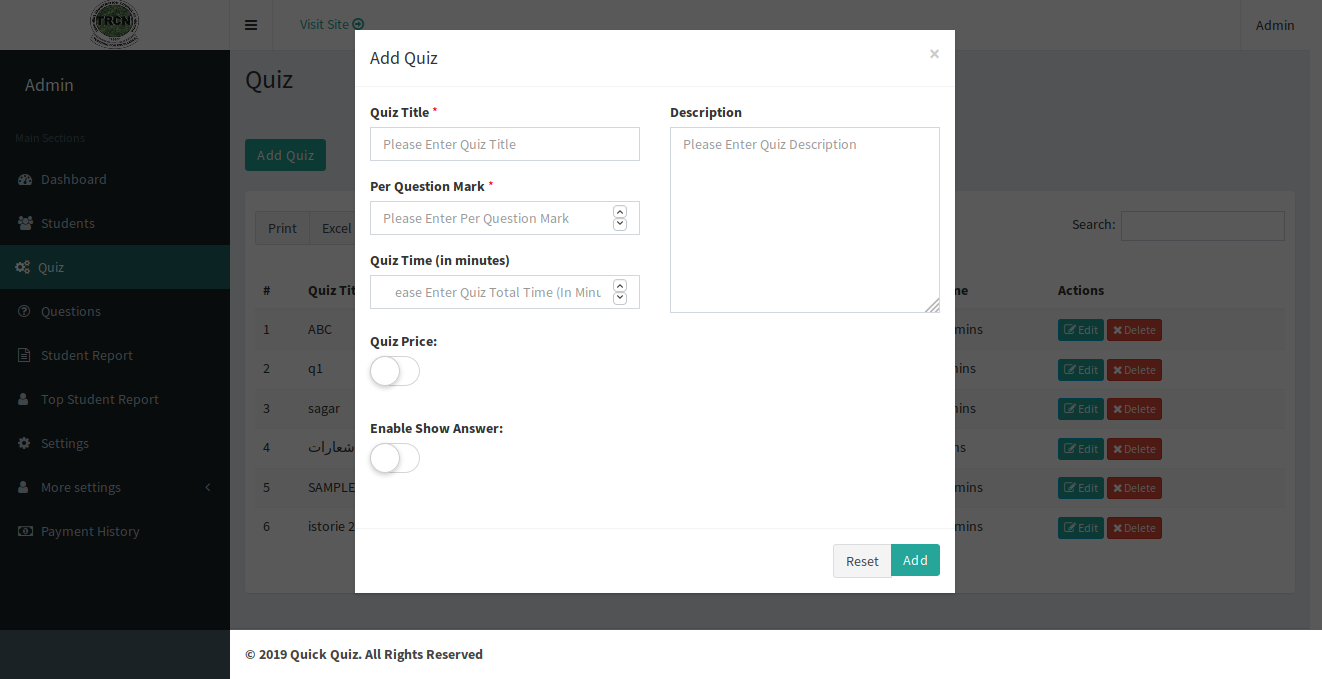 TRCN
Visit Site
Admin
Admin
Main Sections
Dashboard
Students
Quiz
Questions
Student Report
Top Student Report
Settings
More settings
Payment History
Quiz
Add Quiz
Print Excel
Search:
# Quiz Tit me Actions
1 ABC mins Edit Delete
2 q1 mins Edit Delete
3 sagar mins Edit Delete
4 شعارات ns Edit Delete
5 SAMPLE mins Edit Delete
6 istorie 2 mins Edit Delete
Add Quiz ×
Quiz Title *
Please Enter Quiz Title
Per Question Mark *
Please Enter Per Question Mark
Quiz Time (in minutes)
ease Enter Quiz Total Time (In Minu
Quiz Price:
Enable Show Answer:
Description
Please Enter Quiz Description
Reset Add
© 2019 Quick Quiz. All Rights Reserved